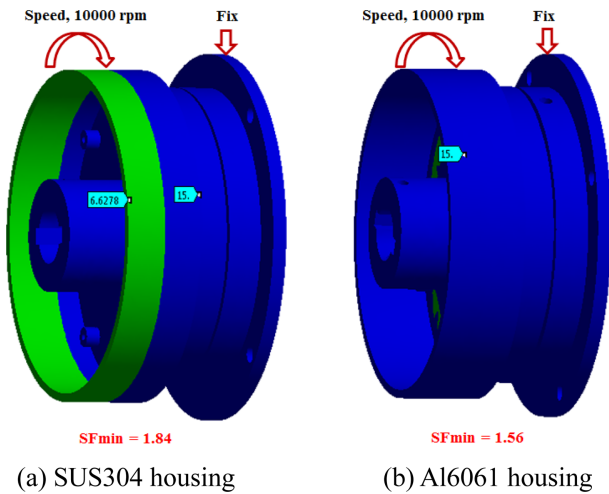 Speed, 10000 rpm
Fix
6.6278
15.
SFmin = 1.84
(a) SUS304 housing
Speed, 10000 rpm
Fix
15.
SFmin = 1.56
(b) Al6061 housing